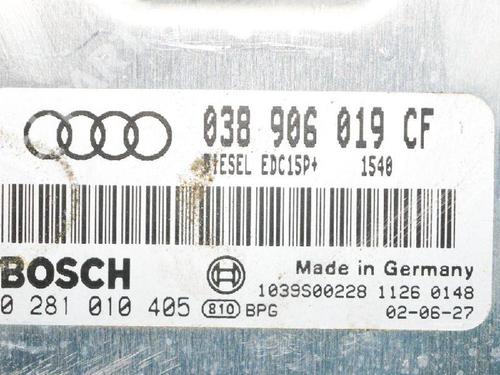 038 906 019 CF
DIESEL EDC15P+ 1540
BOSCH
Made in Germany
0 281 010 405 810 BPG
1039S00228 1126 0148
02-06-27